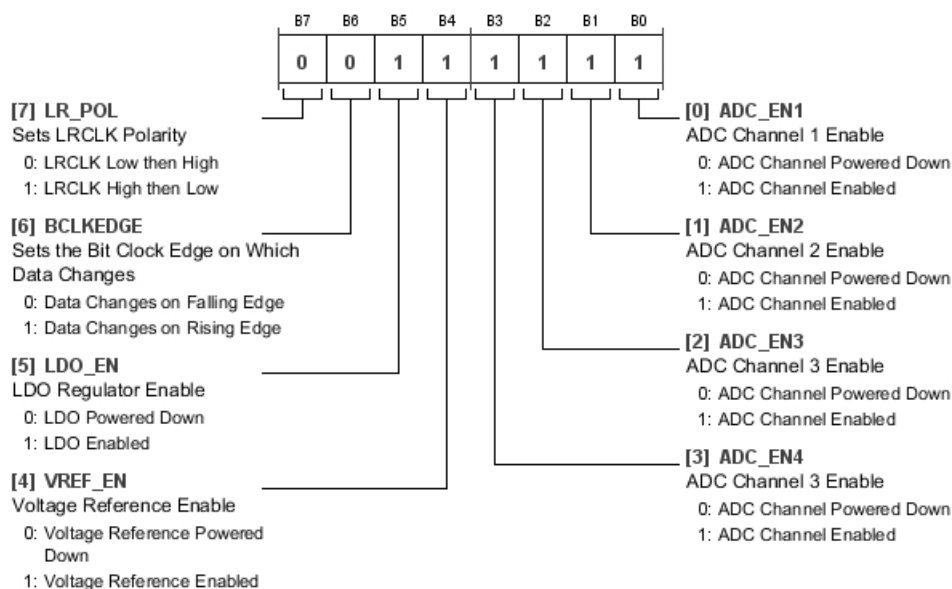 B7 B6 B5 B4 B3 B2 B1 B0
0 0 1 1 1 1 1 1
[7] LR_POL
Sets LRCLK Polarity
0: LRCLK Low then High
1: LRCLK High then Low
[6] BCLKEDGE
Sets the Bit Clock Edge on Which
Data Changes
0: Data Changes on Falling Edge
1: Data Changes on Rising Edge
[5] LDO_EN
LDO Regulator Enable
0: LDO Powered Down
1: LDO Enabled
[4] VREF_EN
Voltage Reference Enable
0: Voltage Reference Powered
Down
1: Voltage Reference Enabled
[0] ADC_EN1
ADC Channel 1 Enable
0: ADC Channel Powered Down
1: ADC Channel Enabled
[1] ADC_EN2
ADC Channel 2 Enable
0: ADC Channel Powered Down
1: ADC Channel Enabled
[2] ADC_EN3
ADC Channel 3 Enable
0: ADC Channel Powered Down
1: ADC Channel Enabled
[3] ADC_EN4
ADC Channel 3 Enable
0: ADC Channel Powered Down
1: ADC Channel Enabled